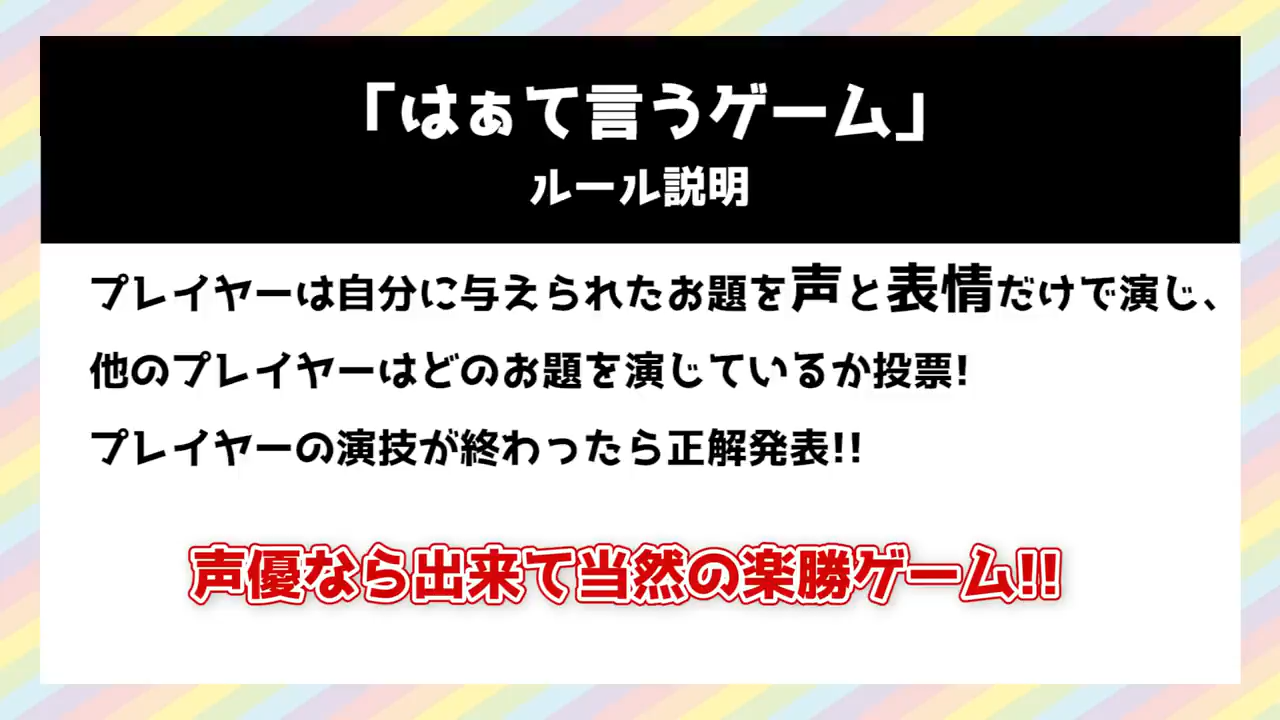 「はぁて言うゲーム」
ルール説明
プレイヤーは自分に与えられたお題を声と表情だけで演じ、
他のプレイヤーはどのお題を演じているか投票!
プレイヤーの演技が終わったら正解発表!!
声優なら出来て当然の楽勝ゲーム!!